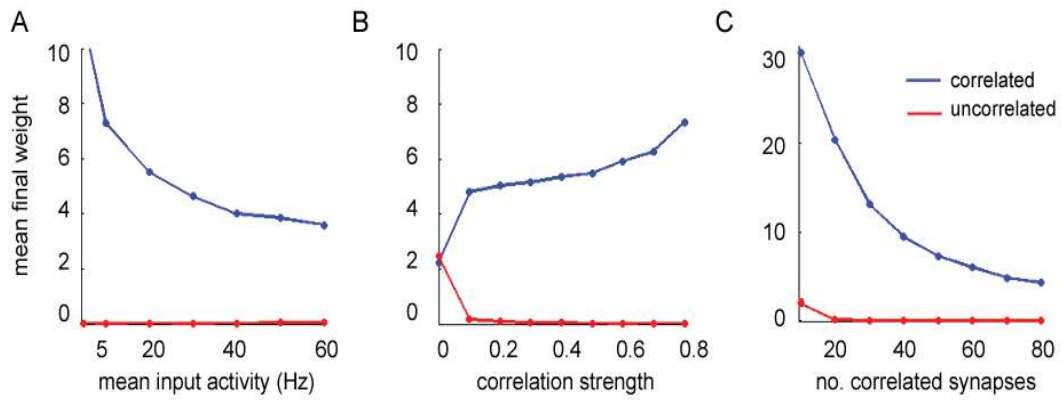 A
B
C
mean final weight
10
8
6
4
2
0
5 20 40 60
mean input activity (Hz)
10
8
6
4
2
0
0 0.2 0.4 0.6 0.8
correlation strength
30
20
10
0
20 40 60 80
no. correlated synapses
correlated
uncorrelated